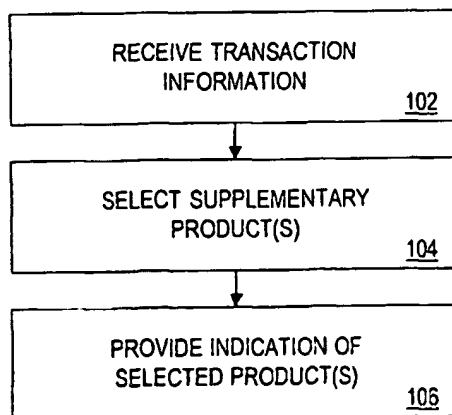 RECEIVE TRANSACTION
INFORMATION
102
SELECT SUPPLEMENTARY
PRODUCT(S)
104
PROVIDE INDICATION OF
SELECTED PRODUCT(S)
106